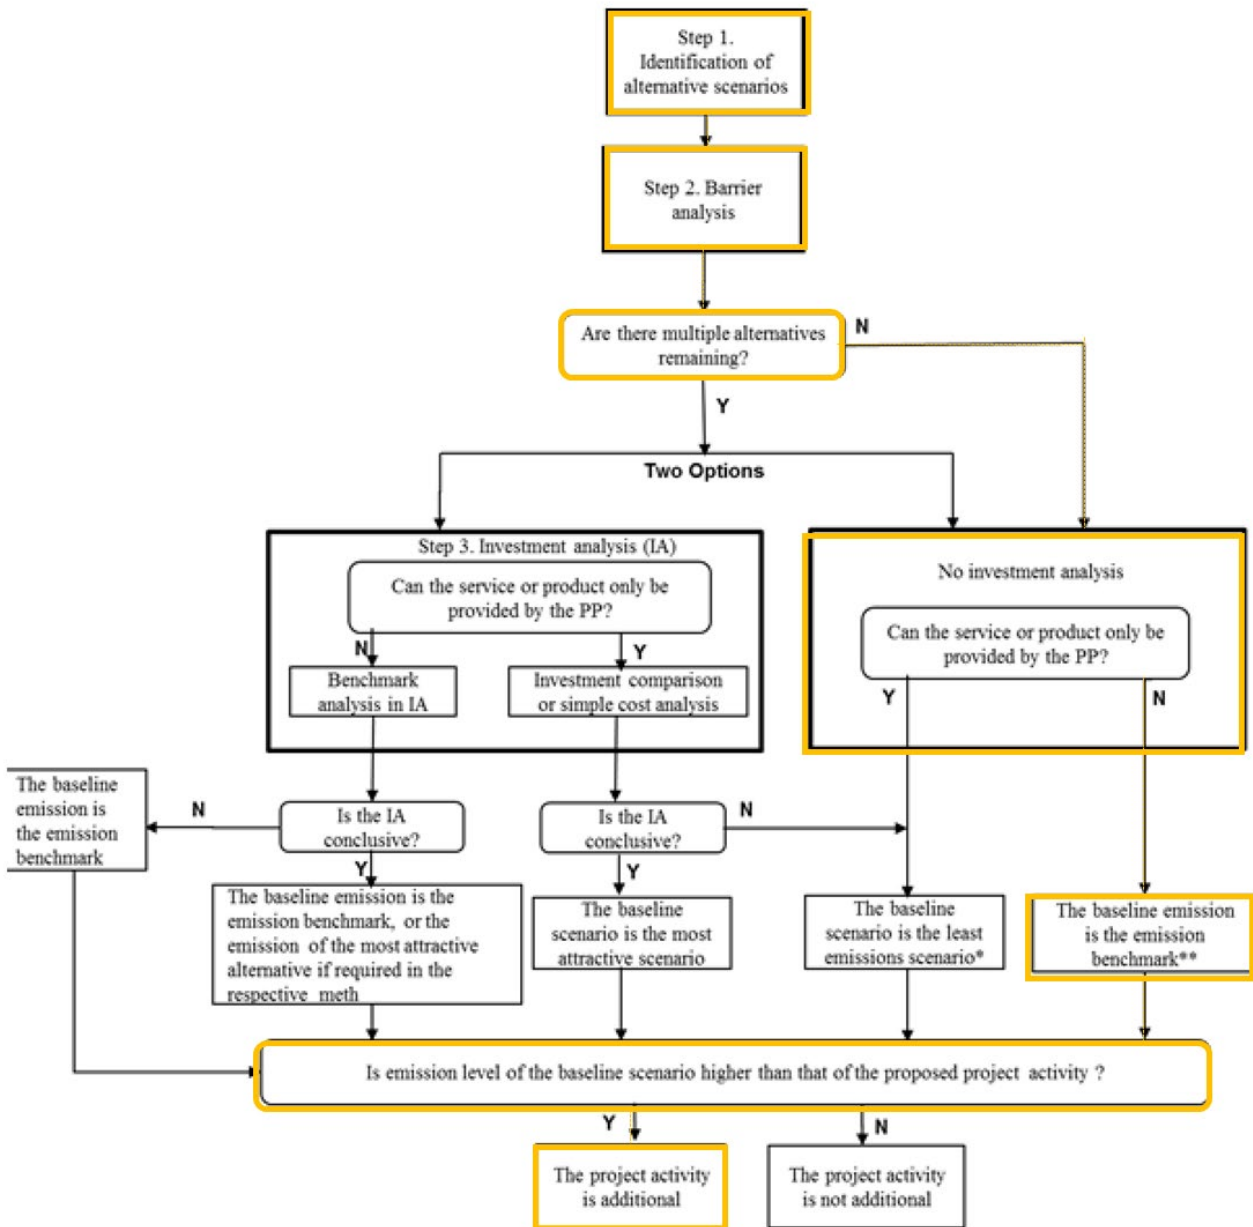 Step 1.
Identification of
alternative scenarios
Step 2. Barrier
analysis
Are there multiple alternatives
remaining?
N
Y
Two Options
Step 3. Investment analysis (IA)
Can the service or product only be
provided by the PP?
N
Y
Benchmark
analysis in IA
Investment comparison
or simple cost analysis
No investment analysis
Can the service or product only be
provided by the PP?
Y
N
The baseline
emission is
the emission
benchmark
N
Is the IA
conclusive?
Y
Is the IA
conclusive?
N
Y
The baseline emission is the
emission benchmark, or the
emission of the most attractive
alternative if required in the
respective meth
The baseline
scenario is the most
attractive scenario
The baseline
scenario is the least
emissions scenario*
The baseline emission
is the emission
benchmark**
Is emission level of the baseline scenario higher than that of the proposed project activity ?
Y
N
The project activity
is additional
The project activity
is not additional